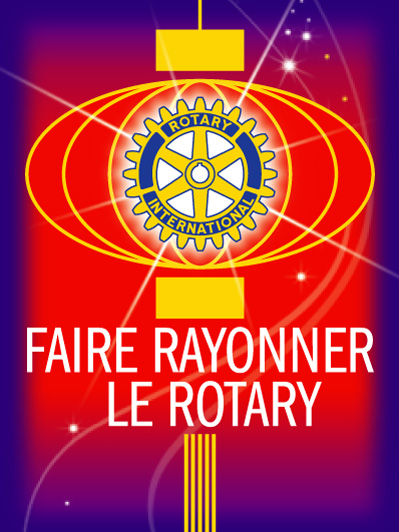 ROTARY
INTERNATIONAL
FAIRE RAYONNER
LE ROTARY